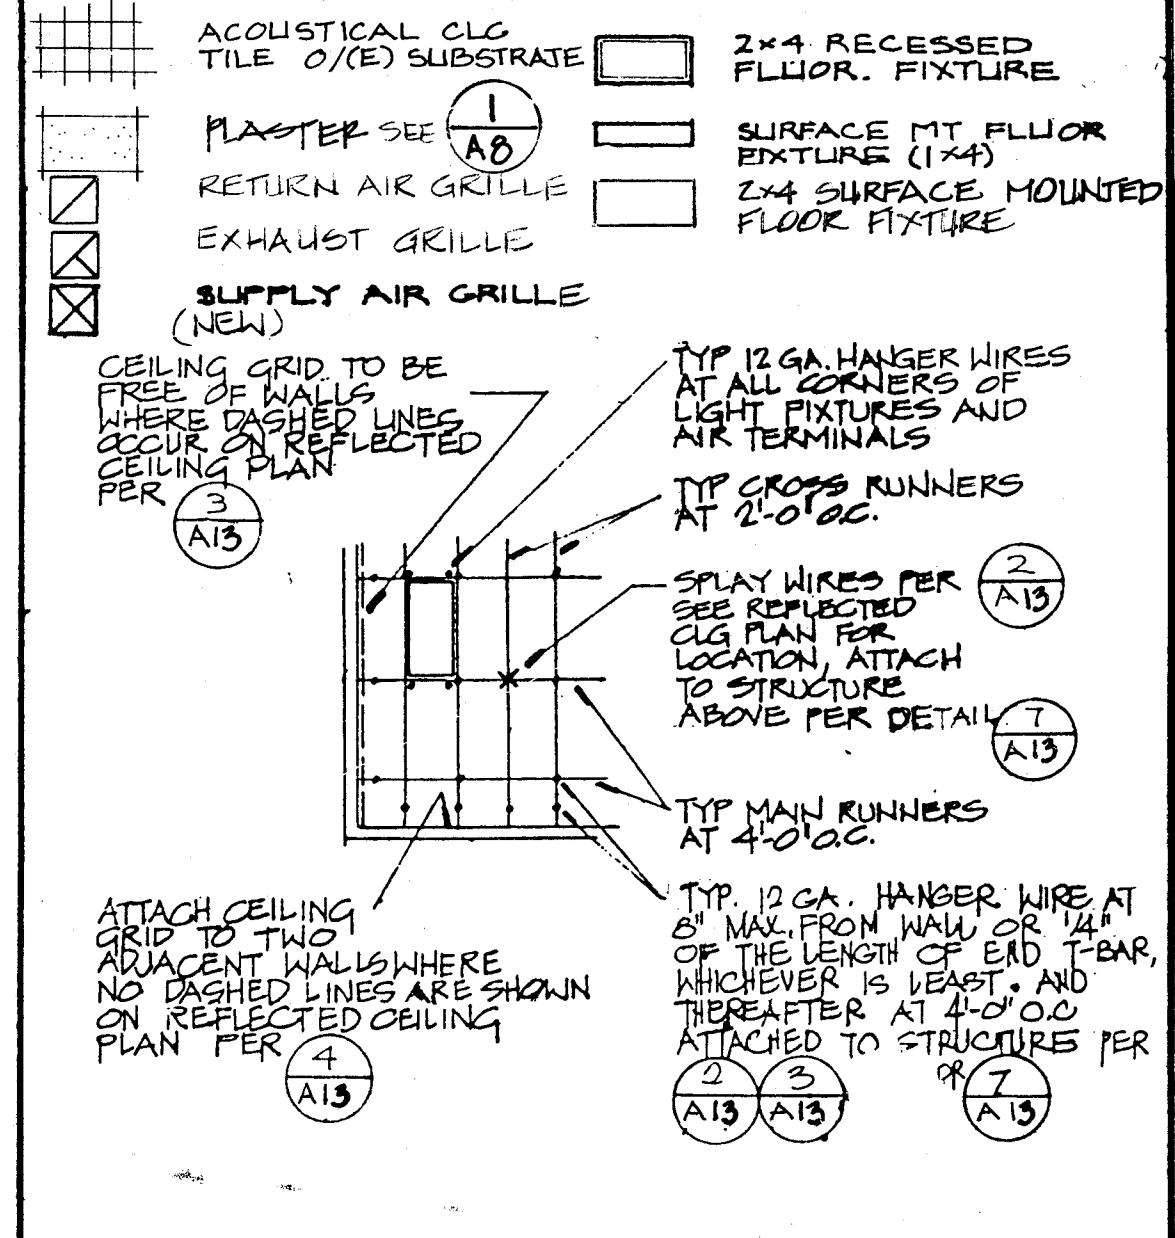 ACOUSTICAL CLG
TILE O/(E) SUBSTRATE
PLASTER SEE
1
A8
RETURN AIR GRILLE
EXHAUST GRILLE
SUPPLY AIR GRILLE
(NEW)
2x4 RECESSED
FLUOR. FIXTURE
SURFACE MT FLUOR
FIXTURE (1x4)
2x4 SURFACE MOUNTED
FLOOR FIXTURE
CEILING GRID TO BE
FREE OF WALLS
WHERE DASHED LINES
OCCUR ON REFLECTED
CEILING PLAN
PER
3
A13
TYP 12 GA. HANGER WIRES
AT ALL CORNERS OF
LIGHT FIXTURES AND
AIR TERMINALS
TYP CROSS RUNNERS
AT 2'-0" O.C.
SPLAY WIRES PER
2
A13
SEE REFLECTED
CLG PLAN FOR
LOCATION, ATTACH
TO STRUCTURE
ABOVE PER DETAIL
7
A13
TYP MAIN RUNNERS
AT 4'-0" O.C.
ATTACH CEILING
GRID TO TWO
ADJACENT WALLS WHERE
NO DASHED LINES ARE SHOWN
ON REFLECTED CEILING
PLAN PER
4
A13
TYP. 12 GA. HANGER WIRE AT
8" MAX. FROM WALL OR 1/4"
OF THE LENGTH OF END T-BAR,
WHICHEVER IS LEAST. AND
THEREAFTER AT 4'-0" O.C
ATTACHED TO STRUCTURE PER
2
A13
3
A13
OR
7
A13